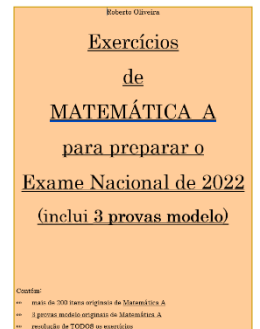 Roberto Oliveira
Exercícios
de
MATEMÁTICA A
para preparar o
Exame Nacional de 2022
(inclui 3 provas modelo)
Contém:
mais de 200 itens originais de Matemática A
3 provas modelo originais de Matemática A
resolução de TODOS os exercícios